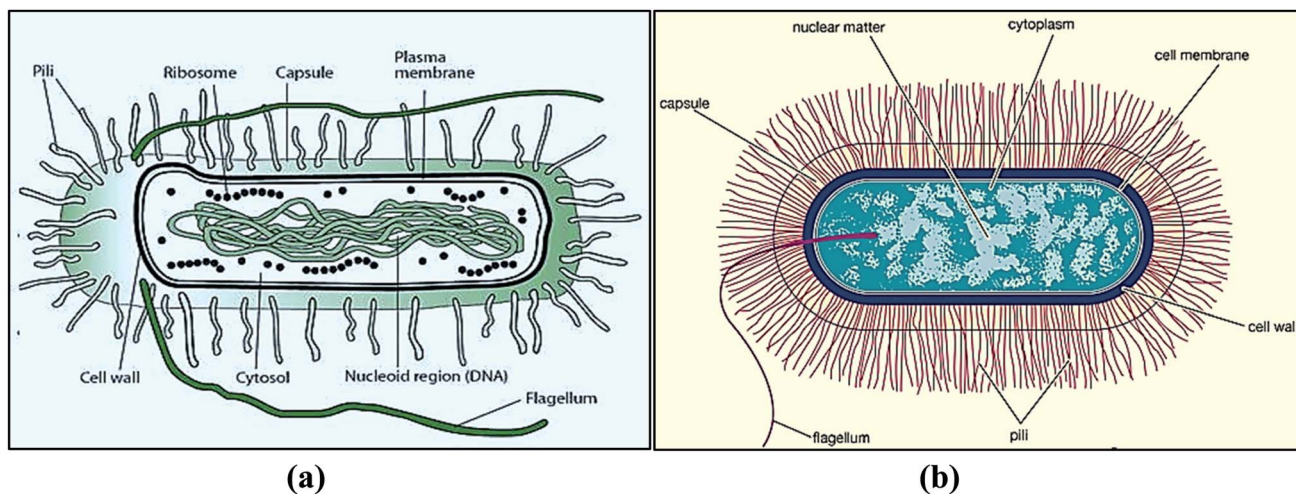 Pili
Ribosome
Capsule
Plasma
membrane
Cell wall
Cytosol
Nucleoid region (DNA)
Flagellum
(a)
nuclear matter
cytoplasm
cell membrane
capsule
cell wall
flagellum
pili
(b)